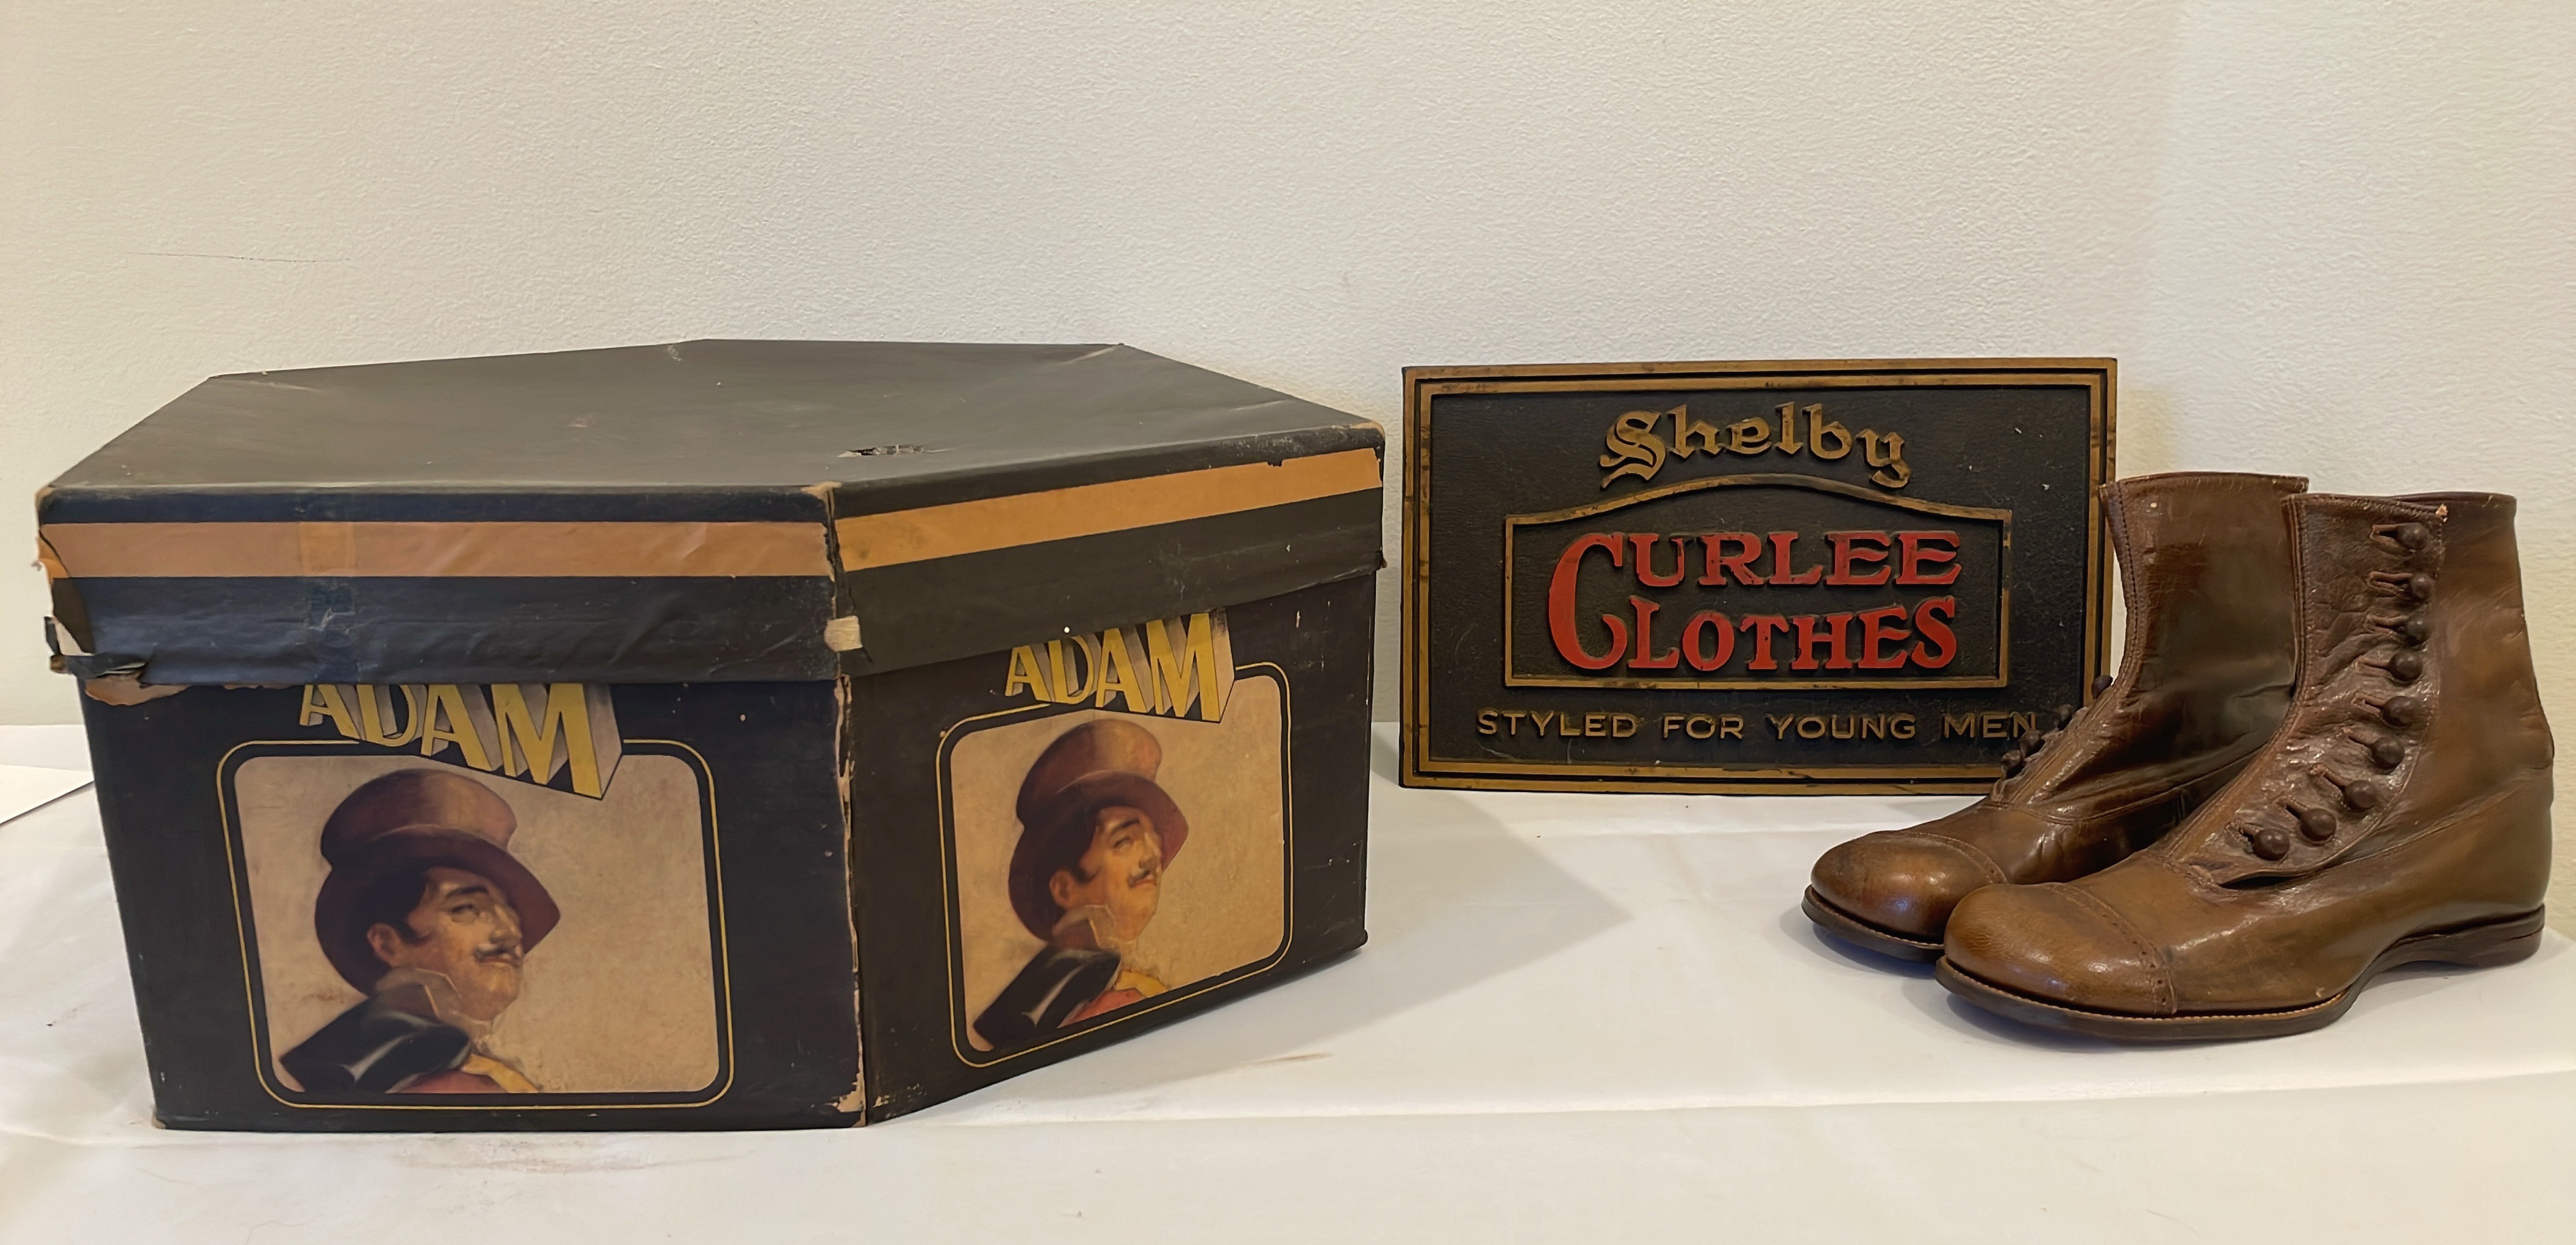 ADAM
ADAM
Shelby
CURLEE
CLOTHES
STYLED FOR YOUNG MEN